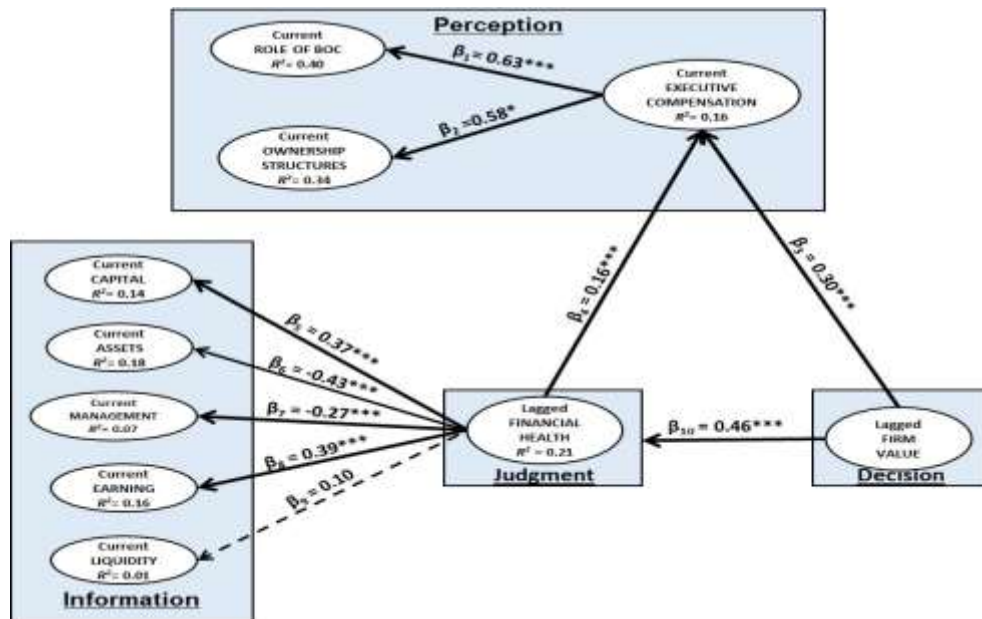 Perception
Current
ROLE OF BOC
R²= 0.40
β₁= 0.63***
Current
EXECUTIVE
COMPENSATION
R²= 0.16
β₂ =0.58*
Current
OWNERSHIP
STRUCTURES
R²= 0.34
β₄ = 0.16***
β₃ = 0.30***
Current
CAPITAL
R²= 0.14
β₅ = 0.37***
Current
ASSETS
R²= 0.18
β₆ = -0.43***
Current
MANAGEMENT
R²= 0.07
β₇ = -0.27***
Current
EARNING
R²= 0.16
β₈ = 0.39***
Current
LIQUIDITY
R²= 0.01
β₉ = 0.10
Information
Lagged
FINANCIAL
HEALTH
R² = 0.21
Judgment
β₁₀ = 0.46***
Lagged
FIRM
VALUE
Decision